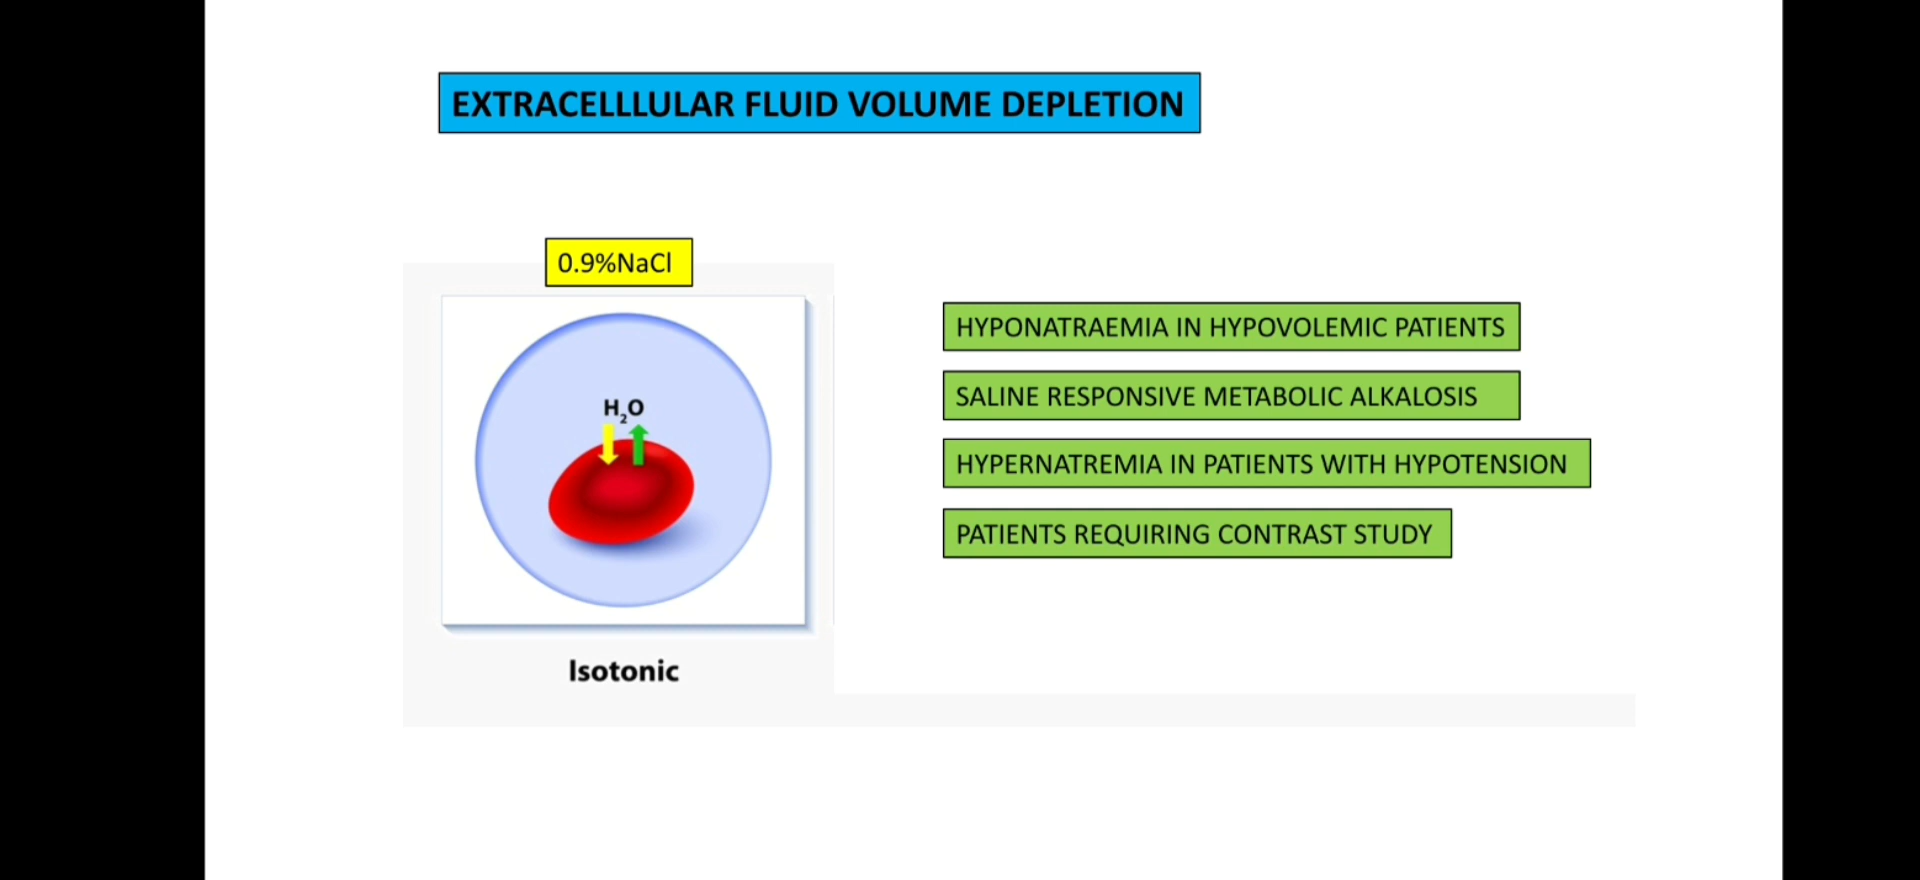 EXTRACELLLULAR FLUID VOLUME DEPLETION
0.9%NaCl
H₂O
Isotonic
HYPONATRAEMIA IN HYPOVOLEMIC PATIENTS
SALINE RESPONSIVE METABOLIC ALKALOSIS
HYPERNATREMIA IN PATIENTS WITH HYPOTENSION
PATIENTS REQUIRING CONTRAST STUDY